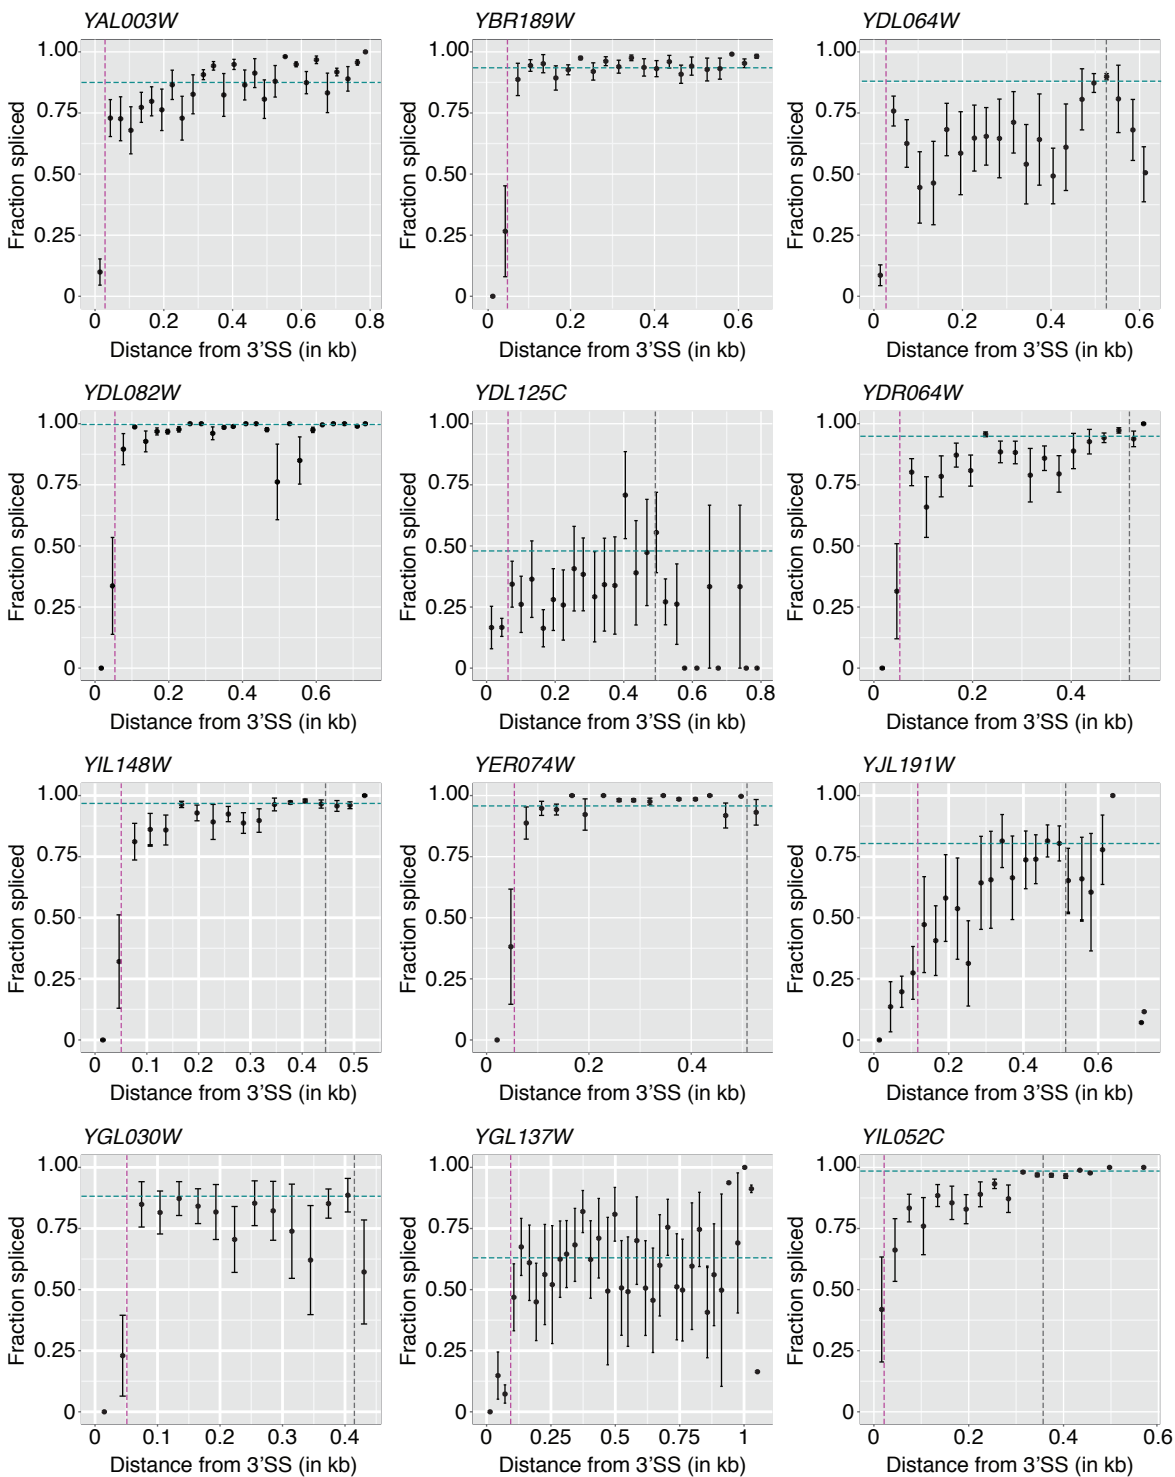 YAL003W
YBR189W
YDL064W
1.00
0.75
0.50
0.25
0
Fraction spliced
0 0.2 0.4 0.6 0.8
Distance from 3'SS (in kb)
1.00
0.75
0.50
0.25
0
Fraction spliced
0 0.2 0.4 0.6
Distance from 3'SS (in kb)
1.00
0.75
0.50
0.25
0
Fraction spliced
0 0.2 0.4 0.6
Distance from 3'SS (in kb)
YDL082W
YDL125C
YDR064W
1.00
0.75
0.50
0.25
0
Fraction spliced
0 0.2 0.4 0.6
Distance from 3'SS (in kb)
1.00
0.75
0.50
0.25
0
Fraction spliced
0 0.2 0.4 0.6 0.8
Distance from 3'SS (in kb)
1.00
0.75
0.50
0.25
0
Fraction spliced
0 0.2 0.4
Distance from 3'SS (in kb)
YIL148W
YER074W
YJL191W
1.00
0.75
0.50
0.25
0
Fraction spliced
0 0.1 0.2 0.3 0.4 0.5
Distance from 3'SS (in kb)
1.00
0.75
0.50
0.25
0
Fraction spliced
0 0.2 0.4
Distance from 3'SS (in kb)
1.00
0.75
0.50
0.25
0
Fraction spliced
0 0.2 0.4 0.6
Distance from 3'SS (in kb)
YGL030W
YGL137W
YIL052C
1.00
0.75
0.50
0.25
0
Fraction spliced
0 0.1 0.2 0.3 0.4
Distance from 3'SS (in kb)
1.00
0.75
0.50
0.25
0
Fraction spliced
0 0.25 0.50 0.75 1
Distance from 3'SS (in kb)
1.00
0.75
0.50
0.25
0
Fraction spliced
0 0.2 0.4 0.6
Distance from 3'SS (in kb)